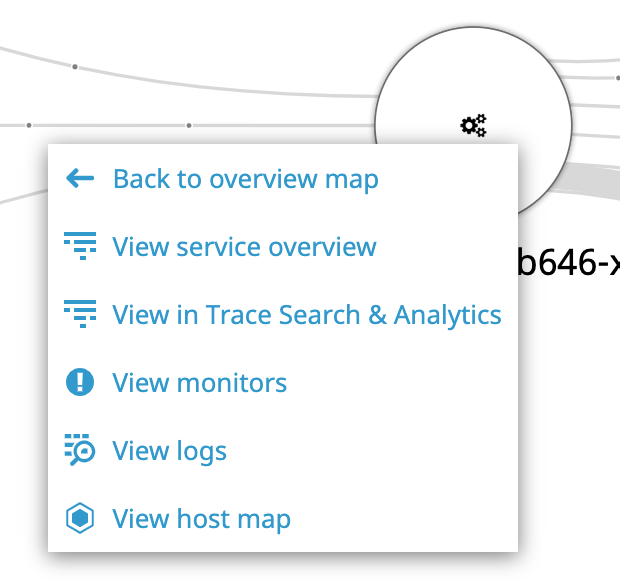 Back to overview map
View service overview
b646-x
View in Trace Search & Analytics
View monitors
View logs
View host map